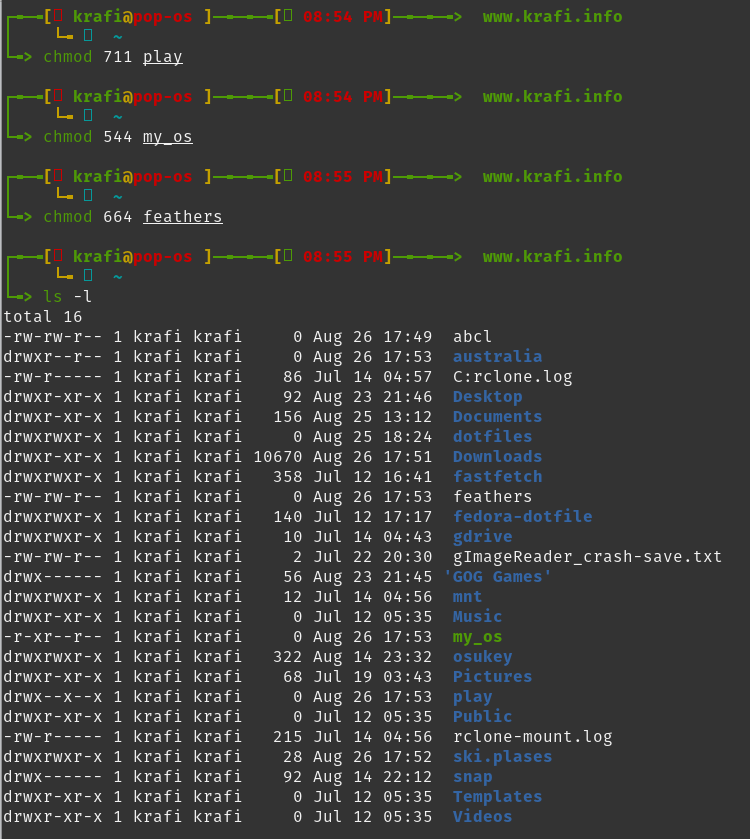 [ krafi@pop-os ]────[ 08:54 PM]────> www.krafi.info
~
> chmod 711 play
[ krafi@pop-os ]────[ 08:54 PM]────> www.krafi.info
~
> chmod 544 my_os
[ krafi@pop-os ]────[ 08:55 PM]────> www.krafi.info
~
> chmod 664 feathers
[ krafi@pop-os ]────[ 08:55 PM]────> www.krafi.info
~
> ls -l
total 16
-rw-rw-r-- 1 krafi krafi     0 Aug 26 17:49  abcl
drwxr--r-- 1 krafi krafi     0 Aug 26 17:53  australia
-rw-r----- 1 krafi krafi    86 Jul 14 04:57  C:rclone.log
drwxr-xr-x 1 krafi krafi    92 Aug 23 21:46  Desktop
drwxr-xr-x 1 krafi krafi   156 Aug 25 13:12  Documents
drwxrwxr-x 1 krafi krafi     0 Aug 25 18:24  dotfiles
drwxr-xr-x 1 krafi krafi 10670 Aug 26 17:51  Downloads
drwxrwxr-x 1 krafi krafi   358 Jul 12 16:41  fastfetch
-rw-rw-r-- 1 krafi krafi     0 Aug 26 17:53  feathers
drwxrwxr-x 1 krafi krafi   140 Jul 12 17:17  fedora-dotfile
drwxrwxr-x 1 krafi krafi    10 Jul 14 04:43  gdrive
-rw-rw-r-- 1 krafi krafi     2 Jul 22 20:30  gImageReader_crash-save.txt
drwx------ 1 krafi krafi    56 Aug 23 21:45 'GOG Games'
drwxrwxr-x 1 krafi krafi    12 Jul 14 04:56  mnt
drwxr-xr-x 1 krafi krafi     0 Jul 12 05:35  Music
-r-xr--r-- 1 krafi krafi     0 Aug 26 17:53  my_os
drwxrwxr-x 1 krafi krafi   322 Aug 14 23:32  osukey
drwxr-xr-x 1 krafi krafi    68 Jul 19 03:43  Pictures
drwx--x--x 1 krafi krafi     0 Aug 26 17:53  play
drwxr-xr-x 1 krafi krafi     0 Jul 12 05:35  Public
-rw-r----- 1 krafi krafi   215 Jul 14 04:56  rclone-mount.log
drwxrwxr-x 1 krafi krafi    28 Aug 26 17:52  ski.plases
drwx------ 1 krafi krafi    92 Aug 14 22:12  snap
drwxr-xr-x 1 krafi krafi     0 Jul 12 05:35  Templates
drwxr-xr-x 1 krafi krafi     0 Jul 12 05:35  Videos